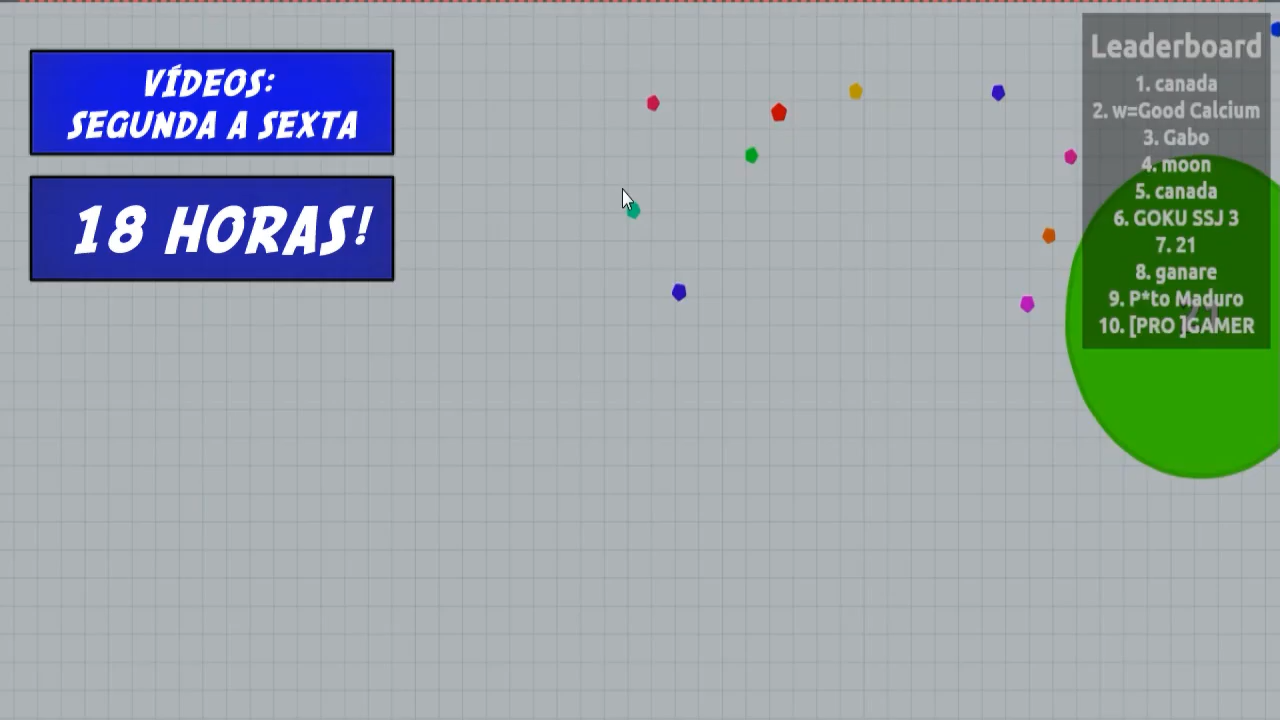 VÍDEOS:
SEGUNDA A SEXTA
18 HORAS!
Leaderboard
1. canada
2. w=Good Calcium
3. Gabo
4. moon
5. canada
6. GOKU SSJ 3
7. 21
8. ganare
9. P*to Maduro
10. [PRO ]GAMER
21